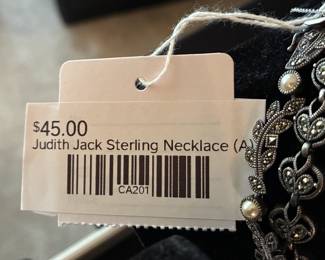 $45.00
Judith Jack Sterling Necklace (A)
CA201